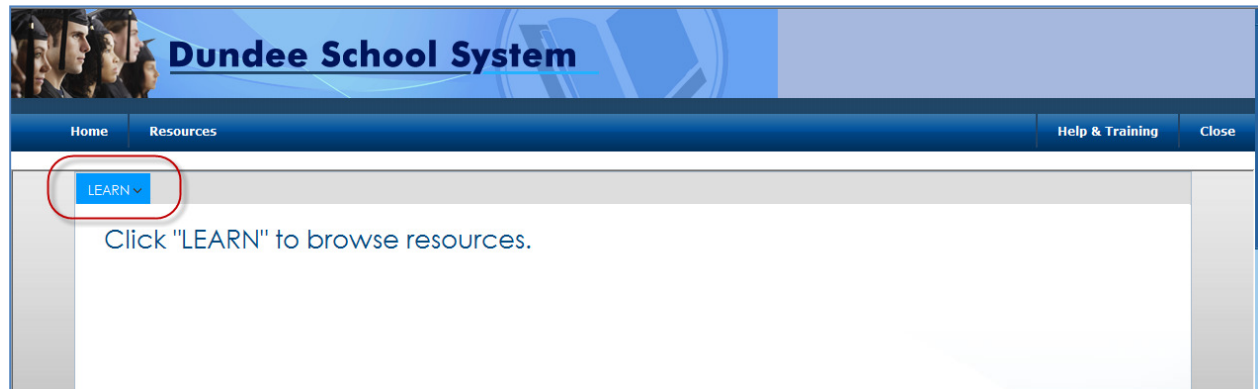 Dundee School System
Home Resources Help & Training Close
LEARN
Click "LEARN" to browse resources.